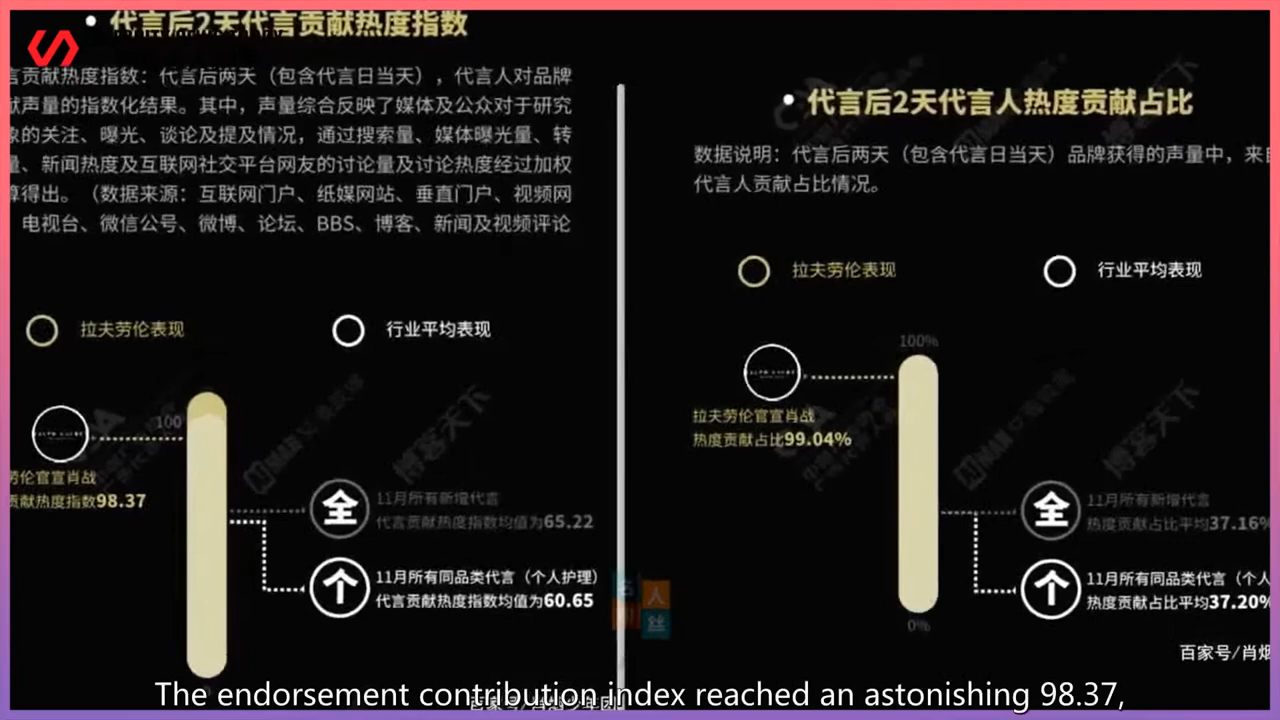 代言后2天代言贡献热度指数
言贡献热度指数：代言后两天（包含代言日当天），代言人对品牌
献声量的指数化结果。其中，声量综合反映了媒体及公众对于研究
象的关注、曝光、谈论及提及情况，通过搜索量、媒体曝光量、转
量、新闻热度及互联网社交平台网友的讨论量及讨论热度经过加权
算得出。（数据来源：互联网门户、纸媒网站、垂直门户、视频网
电视台、微信公号、微博、论坛、BBS、博客、新闻及视频评论
拉夫劳伦表现
行业平均表现
100
劳伦官宣肖战
贡献热度指数98.37
全
11月所有新增代言
代言贡献热度指数均值为65.22
个
11月所有同品类代言（个人护理）
代言贡献热度指数均值为60.65
代言后2天代言人热度贡献占比
数据说明：代言后两天（包含代言日当天）品牌获得的声量中，来自
代言人贡献占比情况。
拉夫劳伦表现
行业平均表现
100%
拉夫劳伦官宣肖战
热度贡献占比99.04%
全
11月所有新增代言
热度贡献占比平均37.16%
个
11月所有同品类代言（个人
热度贡献占比平均37.20%
0%
百家号/肖烟
博客天下
博客天下
The endorsement contribution index reached an astonishing 98.37,